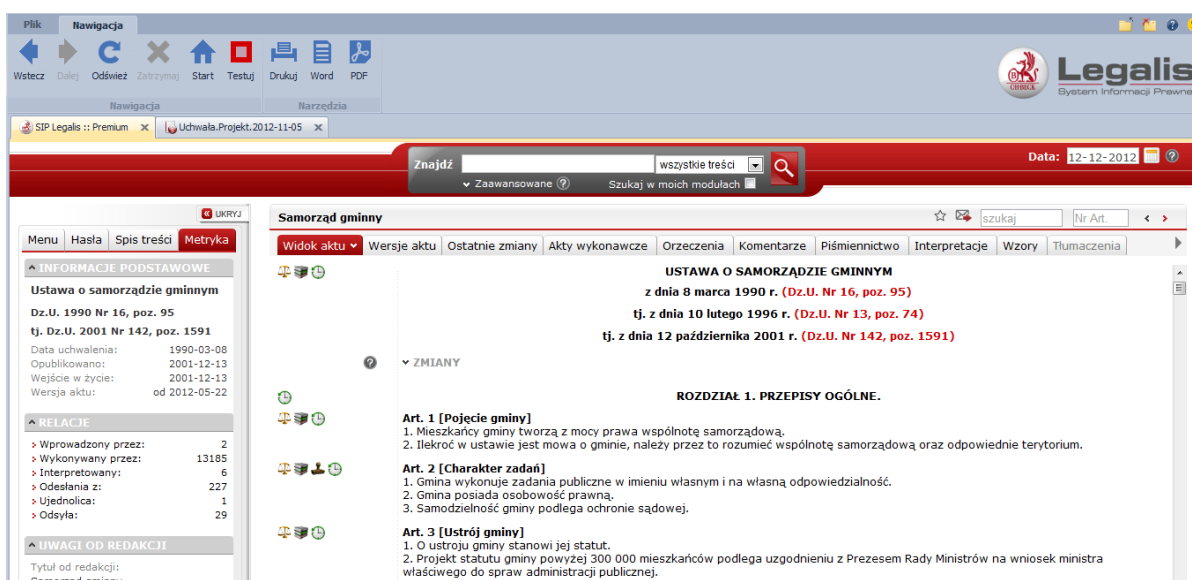 Plik Nawigacja
Wstecz Dalej Odśwież Zatrzymaj Start Testuj Drukuj Word PDF
Nawigacja Narzędzia
C·H·BECK
Legalis
System Informacji Prawne
SIP Legalis :: Premium Uchwała.Projekt.2012-11-05
Znajdź wszystkie treści
Zaawansowane Szukaj w moich modułach
Data: 12-12-2012
UKRYJ
Menu Hasła Spis treści Metryka
INFORMACJE PODSTAWOWE
Ustawa o samorządzie gminnym
Dz.U. 1990 Nr 16, poz. 95
tj. Dz.U. 2001 Nr 142, poz. 1591
Data uchwalenia: 1990-03-08
Opublikowano: 2001-12-13
Wejście w życie: 2001-12-13
Wersja aktu: od 2012-05-22
RELACJE
Wprowadzony przez: 2
Wykonywany przez: 13185
Interpretowany: 6
Odesłania z: 227
Ujednolica: 1
Odsyła: 29
UWAGI OD REDAKCJI
Tytuł od redakcji:
Samorząd gminny
szukaj Nr Art.
Widok aktu Wersje aktu Ostatnie zmiany Akty wykonawcze Orzeczenia Komentarze Piśmiennictwo Interpretacje Wzory Tłumaczenia
USTAWA O SAMORZĄDZIE GMINNYM
z dnia 8 marca 1990 r. (Dz.U. Nr 16, poz. 95)
tj. z dnia 10 lutego 1996 r. (Dz.U. Nr 13, poz. 74)
tj. z dnia 12 października 2001 r. (Dz.U. Nr 142, poz. 1591)
ZMIANY
ROZDZIAŁ 1. PRZEPISY OGÓLNE.
Art. 1 [Pojęcie gminy]
1. Mieszkańcy gminy tworzą z mocy prawa wspólnotę samorządową.
2. Ilekroć w ustawie jest mowa o gminie, należy przez to rozumieć wspólnotę samorządową oraz odpowiednie terytorium.
Art. 2 [Charakter zadań]
1. Gmina wykonuje zadania publiczne w imieniu własnym i na własną odpowiedzialność.
2. Gmina posiada osobowość prawną.
3. Samodzielność gminy podlega ochronie sądowej.
Art. 3 [Ustrój gminy]
1. O ustroju gminy stanowi jej statut.
2. Projekt statutu gminy powyżej 300 000 mieszkańców podlega uzgodnieniu z Prezesem Rady Ministrów na wniosek ministra
właściwego do spraw administracji publicznej.